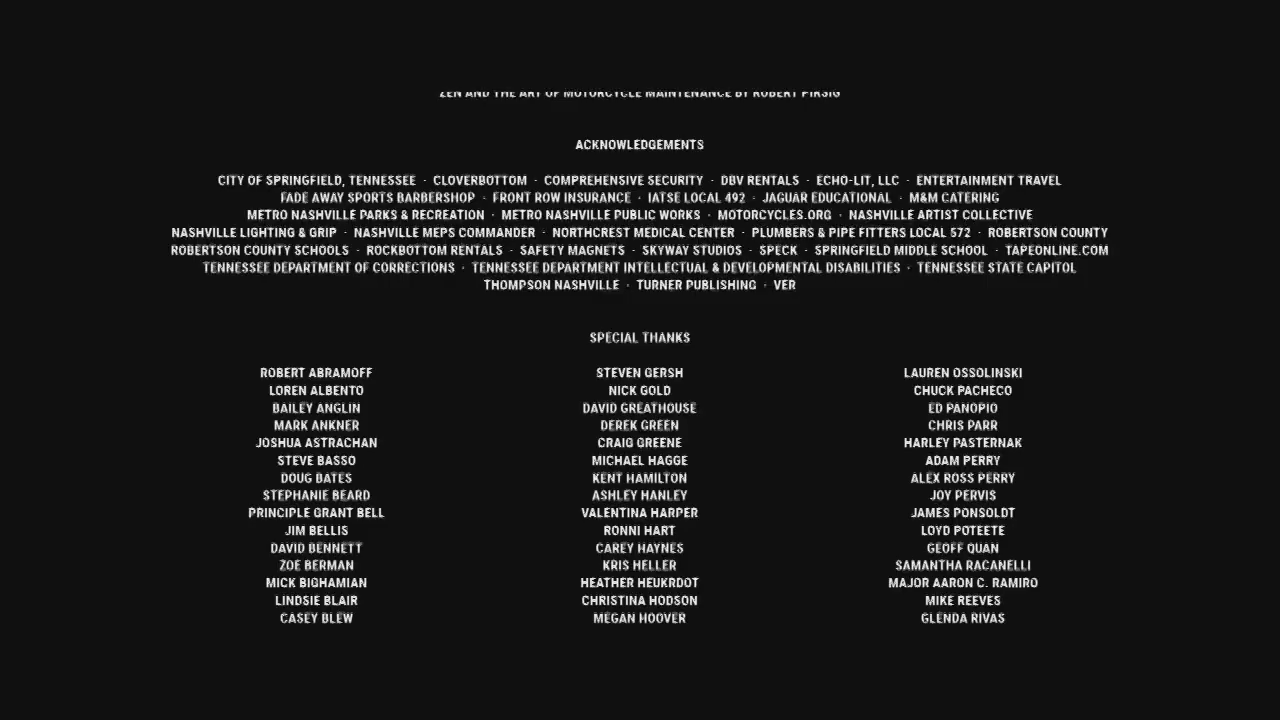 ZEN AND THE ART OF MOTORCYCLE MAINTENANCE BY ROBERT PIRSIG
ACKNOWLEDGEMENTS
CITY OF SPRINGFIELD, TENNESSEE · CLOVERBOTTOM · COMPREHENSIVE SECURITY · DBV RENTALS · ECHO-LIT, LLC · ENTERTAINMENT TRAVEL
FADE AWAY SPORTS BARBERSHOP · FRONT ROW INSURANCE · IATSE LOCAL 492 · JAGUAR EDUCATIONAL · M&M CATERING
METRO NASHVILLE PARKS & RECREATION · METRO NASHVILLE PUBLIC WORKS · MOTORCYCLES.ORG · NASHVILLE ARTIST COLLECTIVE
NASHVILLE LIGHTING & GRIP · NASHVILLE MEPS COMMANDER · NORTHCREST MEDICAL CENTER · PLUMBERS & PIPE FITTERS LOCAL 572 · ROBERTSON COUNTY
ROBERTSON COUNTY SCHOOLS · ROCKBOTTOM RENTALS · SAFETY MAGNETS · SKYWAY STUDIOS · SPECK · SPRINGFIELD MIDDLE SCHOOL · TAPEONLINE.COM
TENNESSEE DEPARTMENT OF CORRECTIONS · TENNESSEE DEPARTMENT INTELLECTUAL & DEVELOPMENTAL DISABILITIES · TENNESSEE STATE CAPITOL
THOMPSON NASHVILLE · TURNER PUBLISHING · VER
SPECIAL THANKS
ROBERT ABRAMOFF
LOREN ALBENTO
BAILEY ANGLIN
MARK ANKNER
JOSHUA ASTRACHAN
STEVE BASSO
DOUG BATES
STEPHANIE BEARD
PRINCIPLE GRANT BELL
JIM BELLIS
DAVID BENNETT
ZOE BERMAN
MICK BIGHAMIAN
LINDSIE BLAIR
CASEY BLEW
STEVEN GERSH
NICK GOLD
DAVID GREATHOUSE
DEREK GREEN
CRAIG GREENE
MICHAEL HAGGE
KENT HAMILTON
ASHLEY HANLEY
VALENTINA HARPER
RONNI HART
CAREY HAYNES
KRIS HELLER
HEATHER HEUKRDOT
CHRISTINA HODSON
MEGAN HOOVER
LAUREN OSSOLINSKI
CHUCK PACHECO
ED PANOPIO
CHRIS PARR
HARLEY PASTERNAK
ADAM PERRY
ALEX ROSS PERRY
JOY PERVIS
JAMES PONSOLDT
LOYD POTEETE
GEOFF QUAN
SAMANTHA RACANELLI
MAJOR AARON C. RAMIRO
MIKE REEVES
GLENDA RIVAS